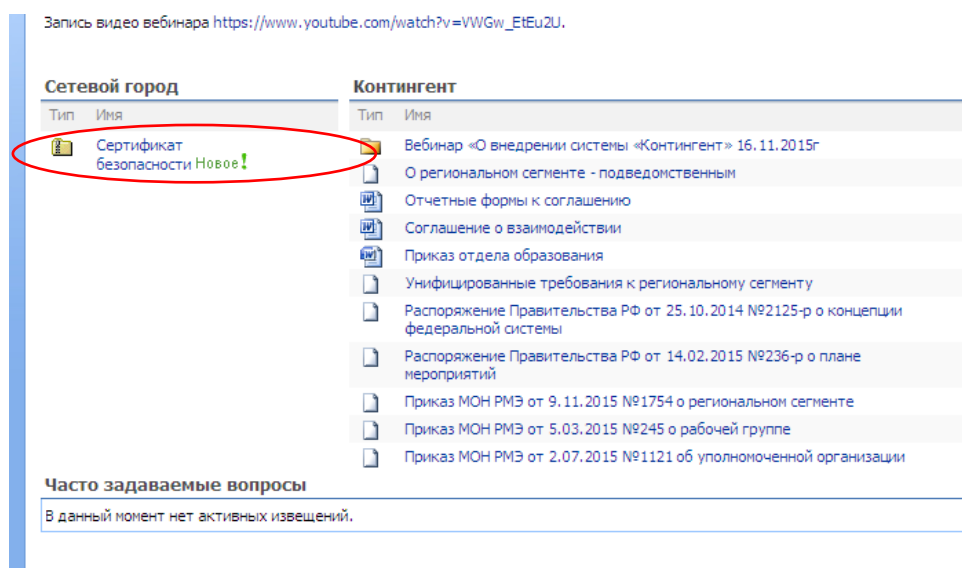 Запись видео вебинара https://www.youtube.com/watch?v=VWGw_EtEu2U.
Сетевой город
Тип Имя
Сертификат
безопасности Новое!
Контингент
Тип Имя
Вебинар «О внедрении системы «Контингент» 16.11.2015г
О региональном сегменте - подведомственным
Отчетные формы к соглашению
Соглашение о взаимодействии
Приказ отдела образования
Унифицированные требования к региональному сегменту
Распоряжение Правительства РФ от 25.10.2014 №2125-р о концепции
федеральной системы
Распоряжение Правительства РФ от 14.02.2015 №236-р о плане
мероприятий
Приказ МОН РМЭ от 9.11.2015 №1754 о региональном сегменте
Приказ МОН РМЭ от 5.03.2015 №245 о рабочей группе
Приказ МОН РМЭ от 2.07.2015 №1121 об уполномоченной организации
Часто задаваемые вопросы
В данный момент нет активных извещений.